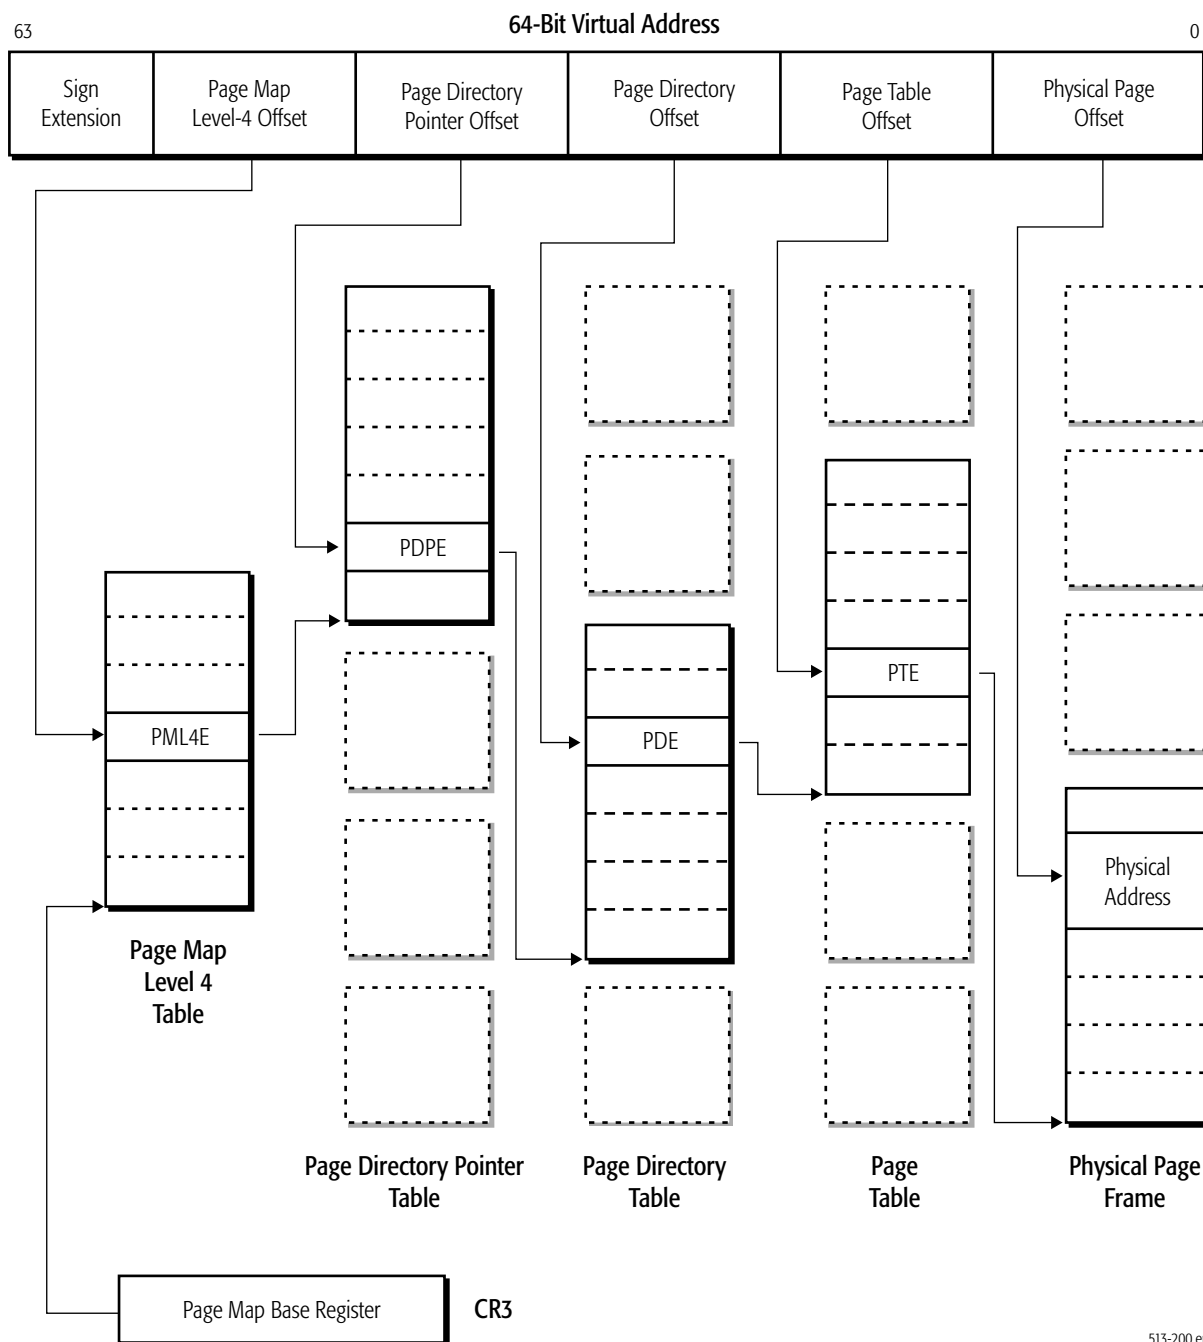 64-Bit Virtual Address
63
0
Sign
Extension
Page Map
Level-4 Offset
Page Directory
Pointer Offset
Page Directory
Offset
Page Table
Offset
Physical Page
Offset
PDPE
PTE
PML4E
PDE
Physical
Address
Page Map
Level 4
Table
Page Directory Pointer
Table
Page Directory
Table
Page
Table
Physical Page
Frame
Page Map Base Register
CR3